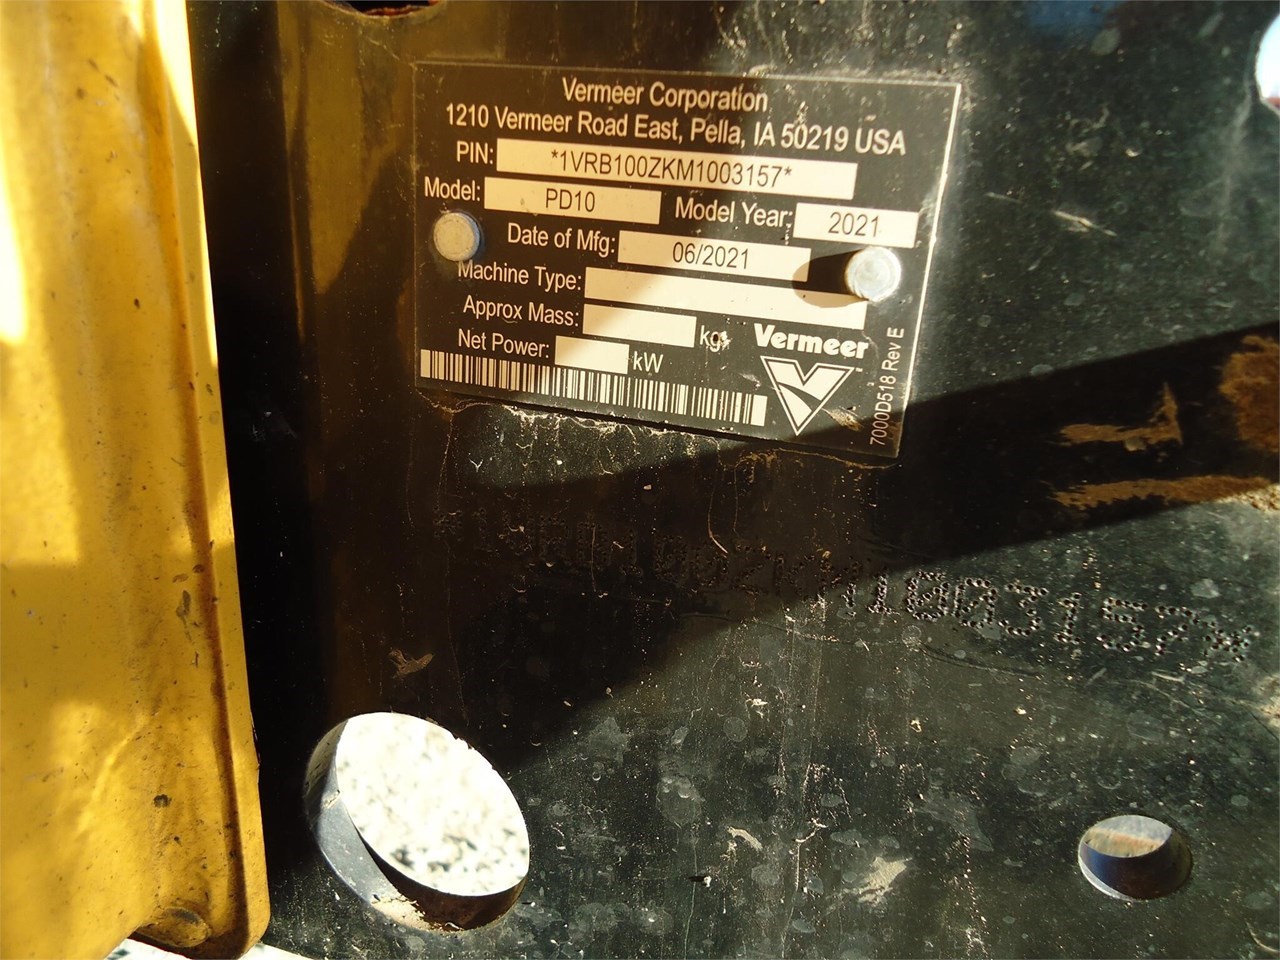 Vermeer Corporation
1210 Vermeer Road East, Pella, IA 50219 USA
PIN: *1VRB100ZKM1003157*
Model: PD10 Model Year: 2021
Date of Mfg: 06/2021
Machine Type:
Approx Mass: kg
Net Power: kW
Vermeer
7000D518 Rev E
*1VRB100ZKM1003157*